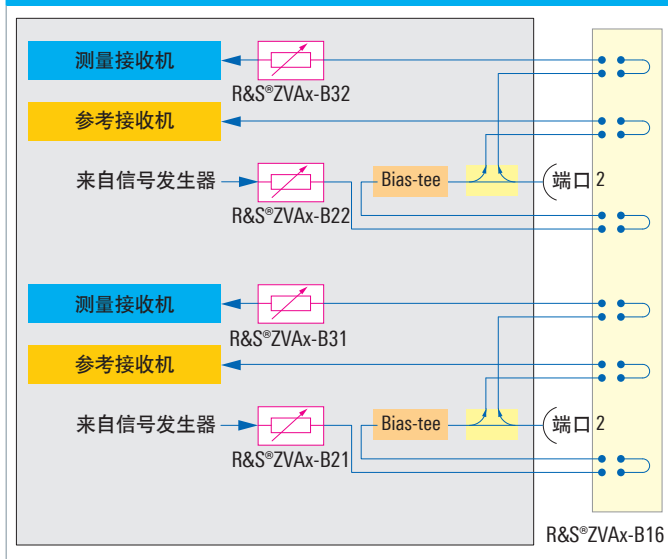 测量接收机
R&S®ZVAx-B32
参考接收机
来自信号发生器
Bias-tee
端口 2
R&S®ZVAx-B22
测量接收机
R&S®ZVAx-B31
参考接收机
来自信号发生器
Bias-tee
端口 2
R&S®ZVAx-B21
R&S®ZVAx-B16